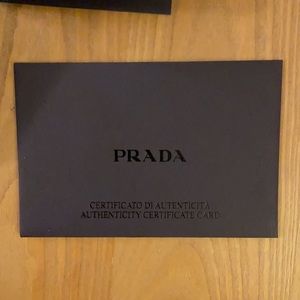 PRADA
CERTIFICATO DI AUTENTICITÀ
AUTHENTICITY CERTIFICATE CARD